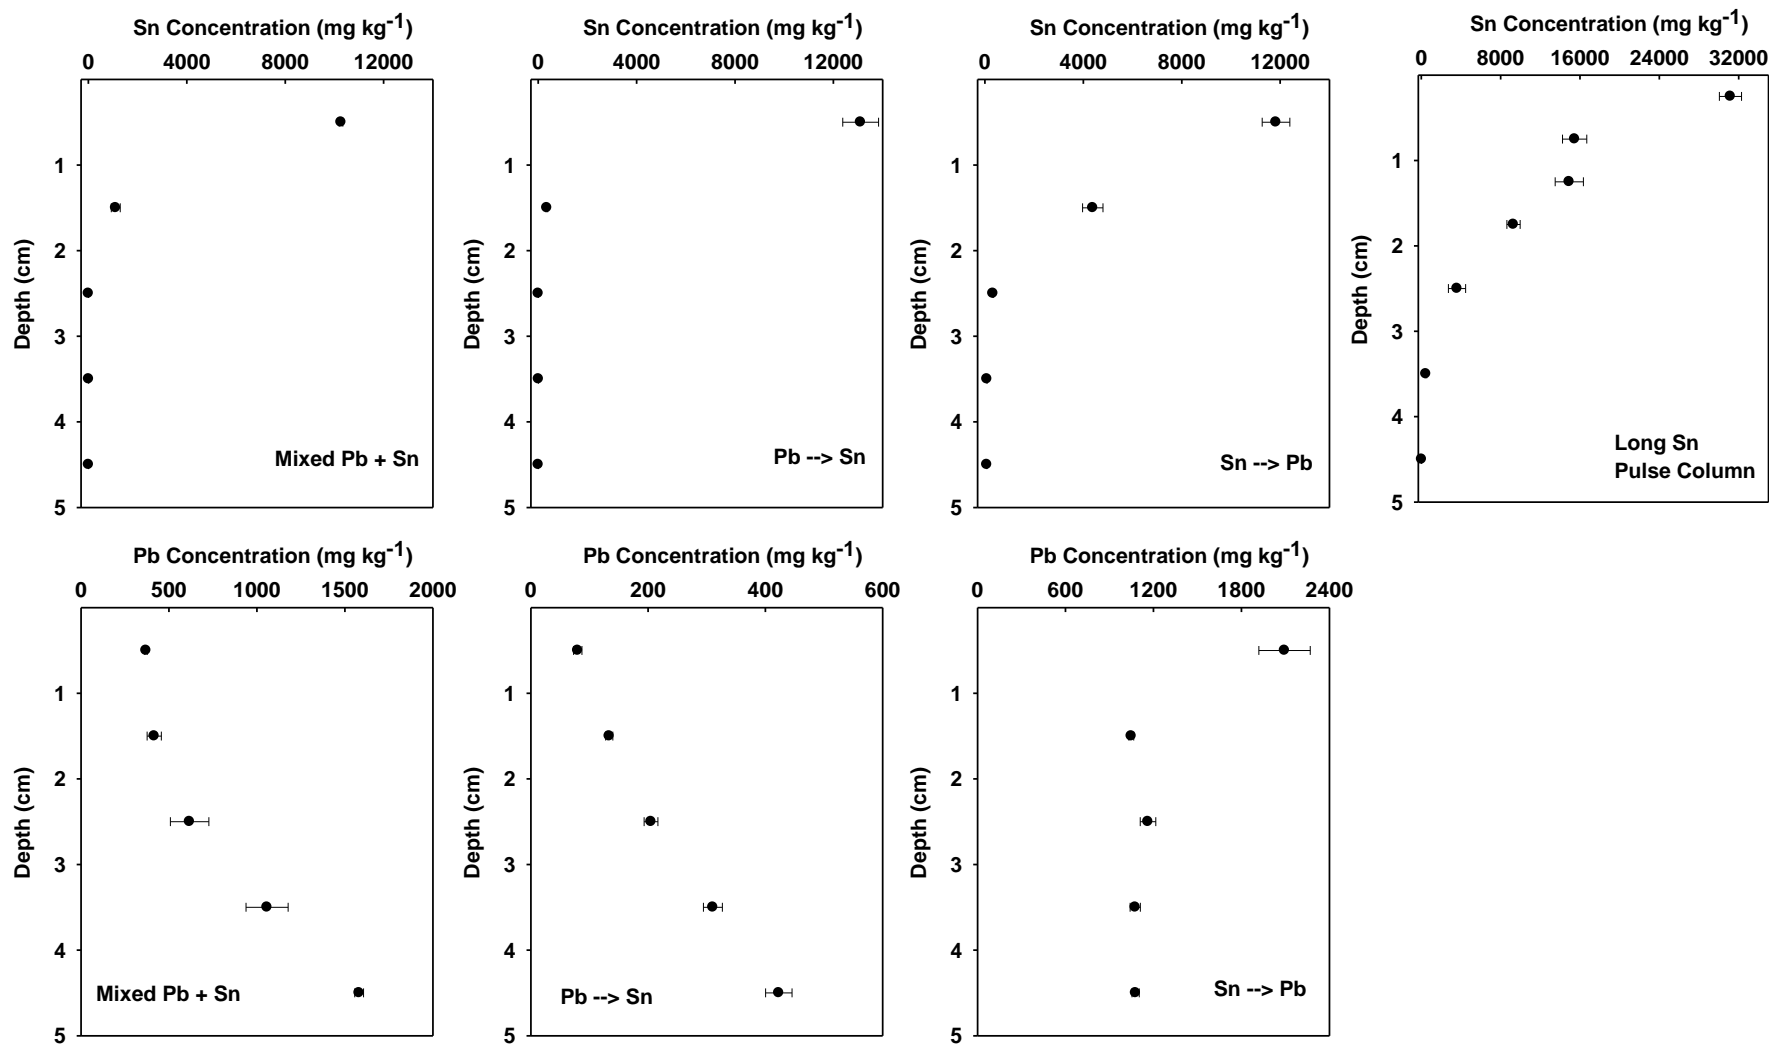 Sn Concentration (mg kg-1)
0 4000 8000 12000
Depth (cm)
1
2
3
4
5
Mixed Pb + Sn
Sn Concentration (mg kg-1)
0 4000 8000 12000
Depth (cm)
1
2
3
4
5
Pb --> Sn
Sn Concentration (mg kg-1)
0 4000 8000 12000
Depth (cm)
1
2
3
4
5
Sn --> Pb
Sn Concentration (mg kg-1)
0 8000 16000 24000 32000
Depth (cm)
1
2
3
4
5
Long Sn
Pulse Column
Pb Concentration (mg kg-1)
0 500 1000 1500 2000
Depth (cm)
1
2
3
4
5
Mixed Pb + Sn
Pb Concentration (mg kg-1)
0 200 400 600
Depth (cm)
1
2
3
4
5
Pb --> Sn
Pb Concentration (mg kg-1)
0 600 1200 1800 2400
Depth (cm)
1
2
3
4
5
Sn --> Pb